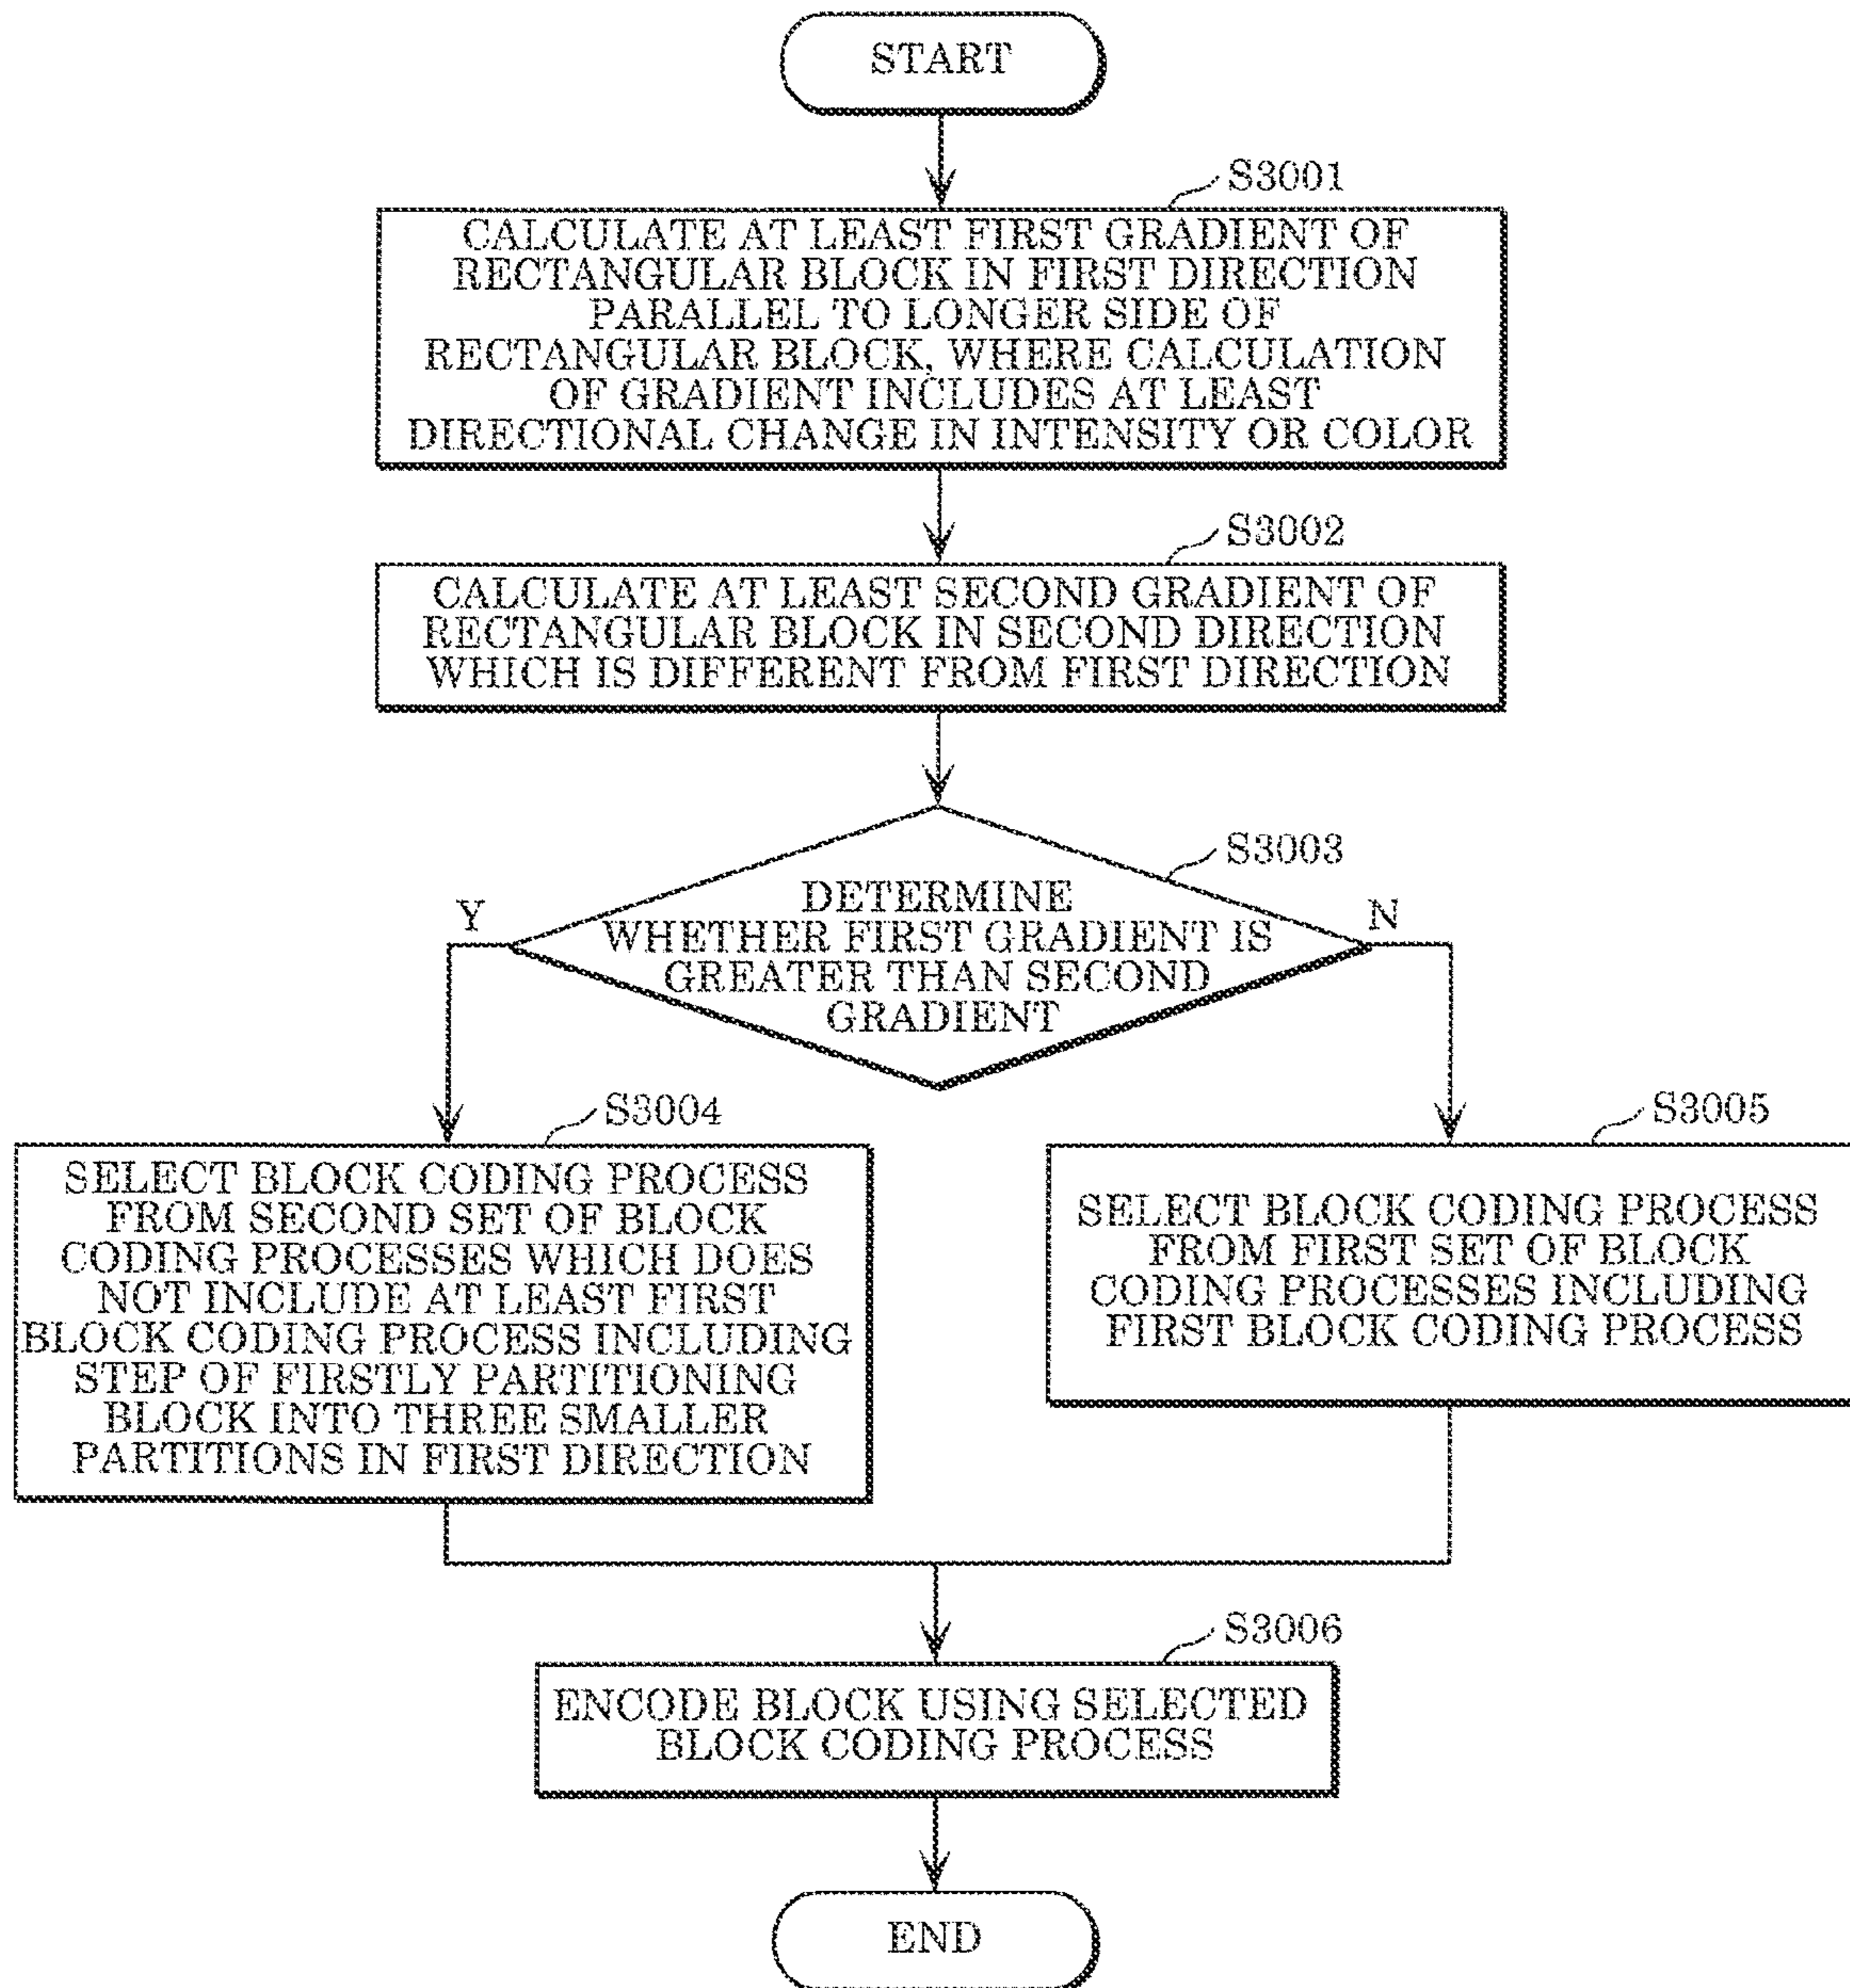 START
S3001
CALCULATE AT LEAST FIRST GRADIENT OF
RECTANGULAR BLOCK IN FIRST DIRECTION
PARALLEL TO LONGER SIDE OF
RECTANGULAR BLOCK, WHERE CALCULATION
OF GRADIENT INCLUDES AT LEAST
DIRECTIONAL CHANGE IN INTENSITY OR COLOR
S3002
CALCULATE AT LEAST SECOND GRADIENT OF
RECTANGULAR BLOCK IN SECOND DIRECTION
WHICH IS DIFFERENT FROM FIRST DIRECTION
S3003
DETERMINE
WHETHER FIRST GRADIENT IS
GREATER THAN SECOND
GRADIENT
Y
N
S3004
SELECT BLOCK CODING PROCESS
FROM SECOND SET OF BLOCK
CODING PROCESSES WHICH DOES
NOT INCLUDE AT LEAST FIRST
BLOCK CODING PROCESS INCLUDING
STEP OF FIRSTLY PARTITIONING
BLOCK INTO THREE SMALLER
PARTITIONS IN FIRST DIRECTION
S3005
SELECT BLOCK CODING PROCESS
FROM FIRST SET OF BLOCK
CODING PROCESSES INCLUDING
FIRST BLOCK CODING PROCESS
S3006
ENCODE BLOCK USING SELECTED
BLOCK CODING PROCESS
END